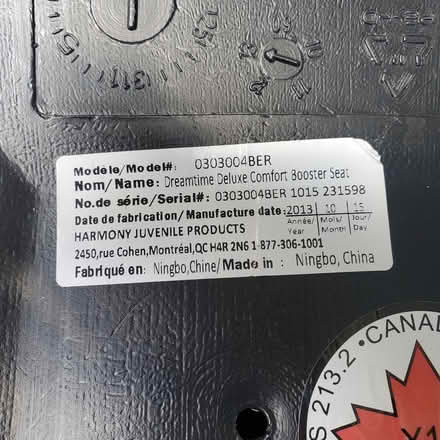 Modele/Model#: 0303004BER
Nom/ Name: Dreamtime Deluxe Comfort Booster Seat
No.de série/Serial#: 0303004BER 1015 231598
Date de fabrication/Manufacture date: 2013 10 15
Année/ Mois/ Jour/
Year Month Day
HARMONY JUVENILE PRODUCTS
2450,rue Cohen,Montréal,QC H4R 2N6 1-877-306-1001
Fabriqué en: Ningbo,Chine/Made in : Ningbo, China
S 213.2 • CANA